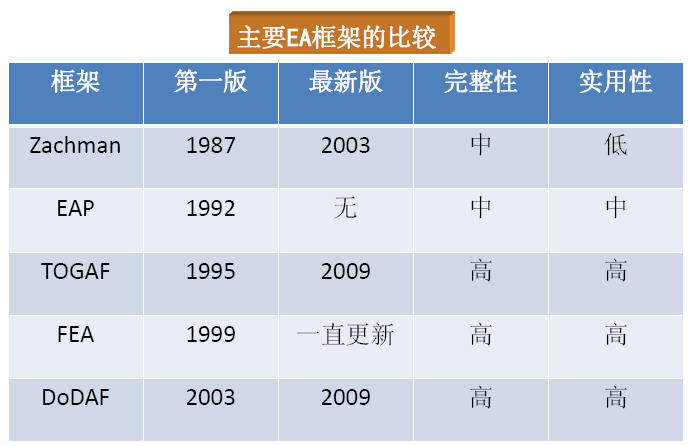 主要EA框架的比较
框架 第一版 最新版 完整性 实用性
Zachman 1987 2003 中 低
EAP 1992 无 中 中
TOGAF 1995 2009 高 高
FEA 1999 一直更新 高 高
DoDAF 2003 2009 高 高